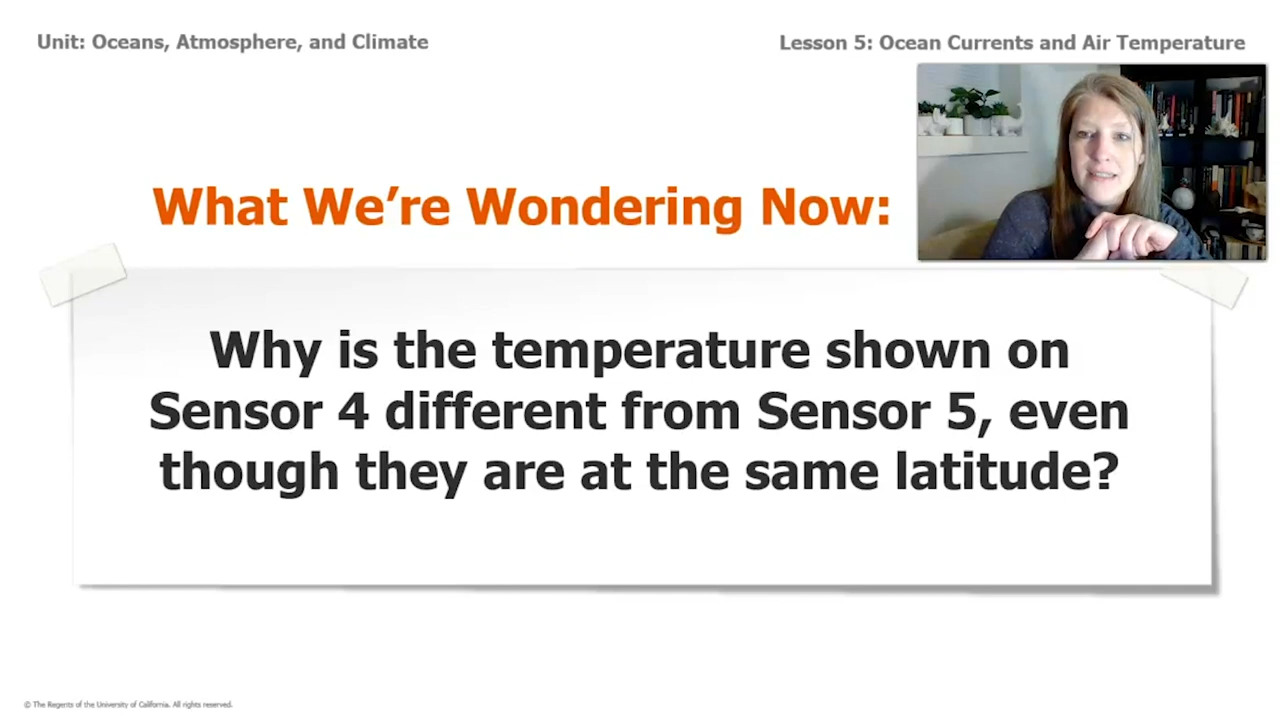 Unit: Oceans, Atmosphere, and Climate
Lesson 5: Ocean Currents and Air Temperature
What We’re Wondering Now:
Why is the temperature shown on
Sensor 4 different from Sensor 5, even
though they are at the same latitude?
© The Regents of the University of California. All rights reserved.